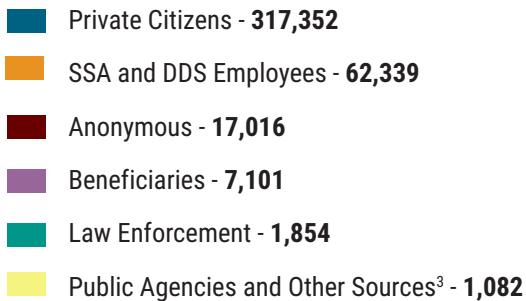 Private Citizens - 317,352
SSA and DDS Employees - 62,339
Anonymous - 17,016
Beneficiaries - 7,101
Law Enforcement - 1,854
Public Agencies and Other Sources³ - 1,082